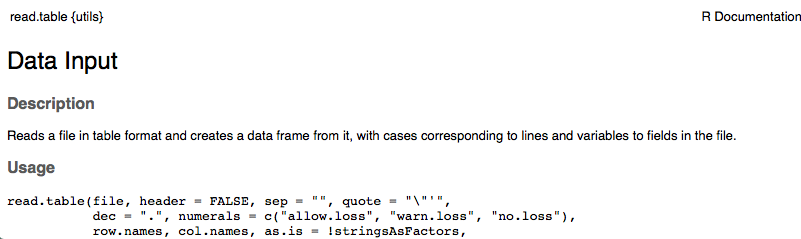 read.table {utils} R Documentation
Data Input
Description
Reads a file in table format and creates a data frame from it, with cases corresponding to lines and variables to fields in the file.
Usage
read.table(file, header = FALSE, sep = "", quote = "\"'",
dec = ".", numerals = c("allow.loss", "warn.loss", "no.loss"),
row.names, col.names, as.is = !stringsAsFactors,